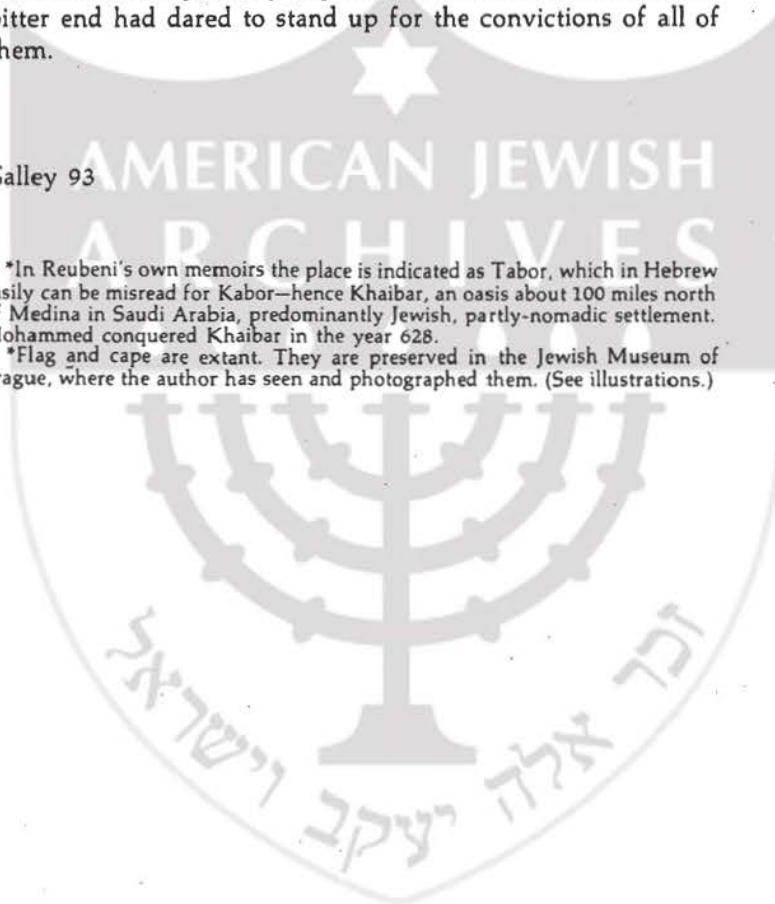 bitter end had dared to stand up for the convictions of all of
hem.
Galley 93
AMERICAN JEWISH
ARCHIVES
*In Reubeni's own memoirs the place is indicated as Tabor, which in Hebrew
sily can be misread for Kabor—hence Khaibar, an oasis about 100 miles north
f Medina in Saudi Arabia, predominantly Jewish, partly-nomadic settlement.
ohammed conquered Khaibar in the year 628.
*Flag and cape are extant. They are preserved in the Jewish Museum of
rague, where the author has seen and photographed them. (See illustrations.)
זכר אלה יעקב וישראל